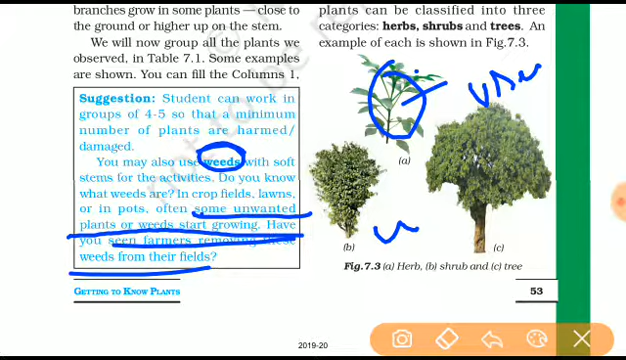 branches grow in some plants — close
to the ground or higher up on the stem.
We will now group all the plants we
observed, in Table 7.1. Some examples
are shown. You can fill the Columns 1,
Suggestion: Student can work in
groups of 4-5 so that a minimum
number of plants are harmed/
damaged.
You may also use weeds with soft
stems for the activities. Do you know
what weeds are? In crop fields, lawns,
or in pots, often some unwanted
plants or weeds start growing. Have
you seen farmers removing these
weeds from their fields?
GETTING TO KNOW PLANTS
plants can be classified into three
categories: herbs, shrubs and trees. An
example of each is shown in Fig.7.3.
(a)
(b)
(c)
Fig.7.3 (a) Herb, (b) shrub and (c) tree
53
2019-20